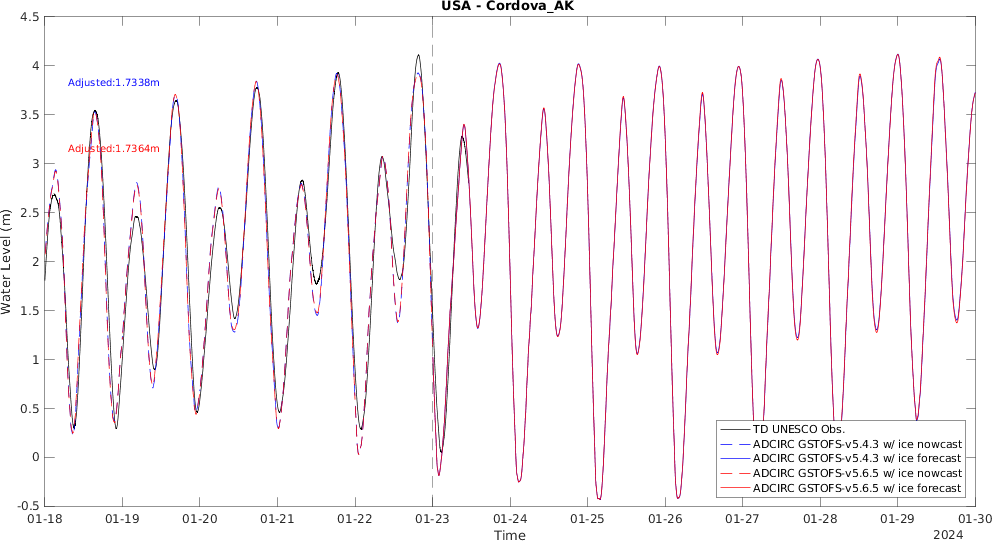 USA - Cordova_AK
Water Level (m)
4.5
4
3.5
3
2.5
2
1.5
1
0.5
0
-0.5
Adjusted:1.7338m
Adjusted:1.7364m
TD UNESCO Obs.
ADCIRC GSTOFS-v5.4.3 w/ ice nowcast
ADCIRC GSTOFS-v5.4.3 w/ ice forecast
ADCIRC GSTOFS-v5.6.5 w/ ice nowcast
ADCIRC GSTOFS-v5.6.5 w/ ice forecast
01-18 01-19 01-20 01-21 01-22 01-23 01-24 01-25 01-26 01-27 01-28 01-29 01-30
Time
2024